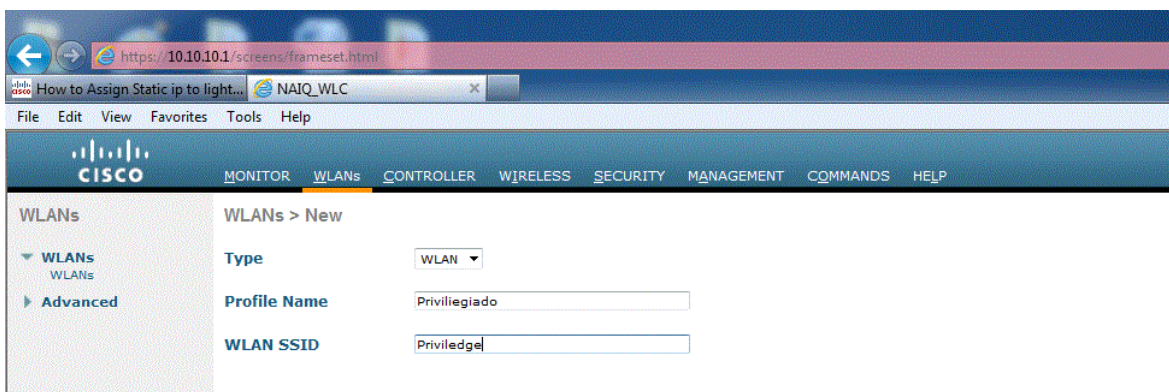 https://10.10.10.1/screens/frameset.html
How to Assign Static ip to light... NAIQ_WLC
File Edit View Favorites Tools Help
CISCO
MONITOR WLANs CONTROLLER WIRELESS SECURITY MANAGEMENT COMMANDS HELP
WLANs
WLANs
WLANs
Advanced
WLANs > New
Type WLAN
Profile Name Priviliegiado
WLAN SSID Priviledge